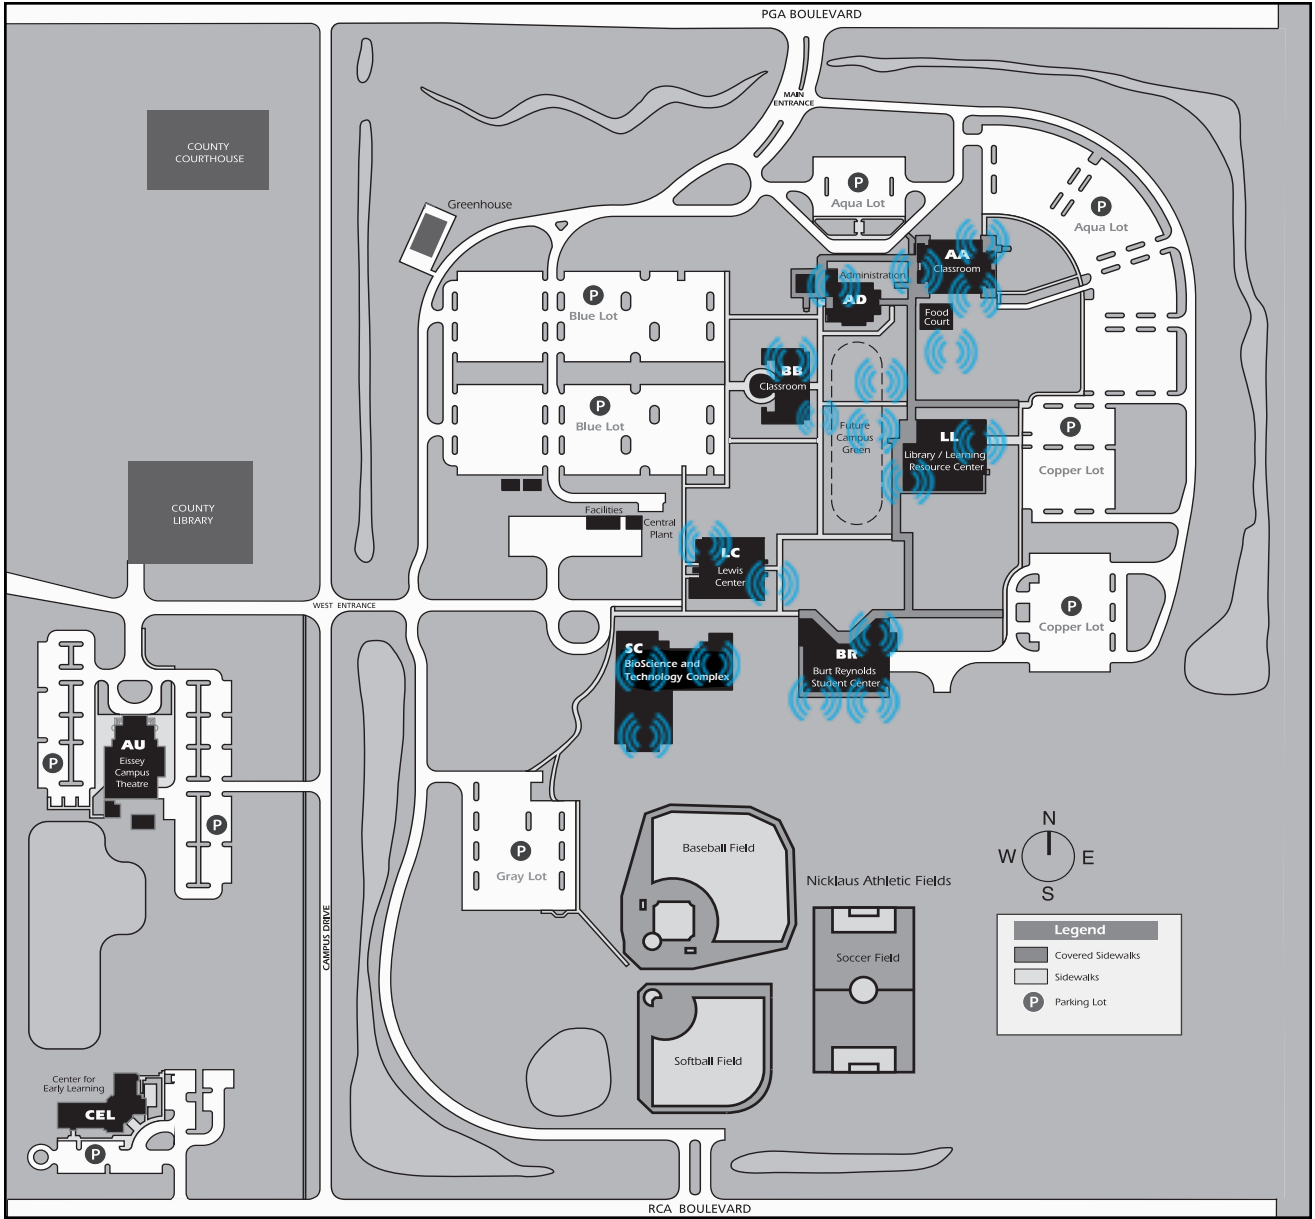 PGA BOULEVARD
MAIN
ENTRANCE
COUNTY
COURTHOUSE
P
Aqua Lot
P
Aqua Lot
Greenhouse
AA
Classroom
Administration
AD
Food
Court
P
Blue Lot
BB
Classroom
P
Blue Lot
Future
Campus
Green
LL
Library / Learning
Resource Center
P
Copper Lot
COUNTY
LIBRARY
Facilities
Central
Plant
LC
Lewis
Center
WEST ENTRANCE
P
Copper Lot
SC
BioScience and
Technology Complex
BR
Burt Reynolds
Student Center
AU
Eissey
Campus
Theatre
P
P
P
Gray Lot
Baseball Field
N
W
E
S
Nicklaus Athletic Fields
Soccer Field
CAMPUS DRIVE
Legend
Covered Sidewalks
Sidewalks
P
Parking Lot
Softball Field
Center for
Early Learning
CEL
P
RCA BOULEVARD